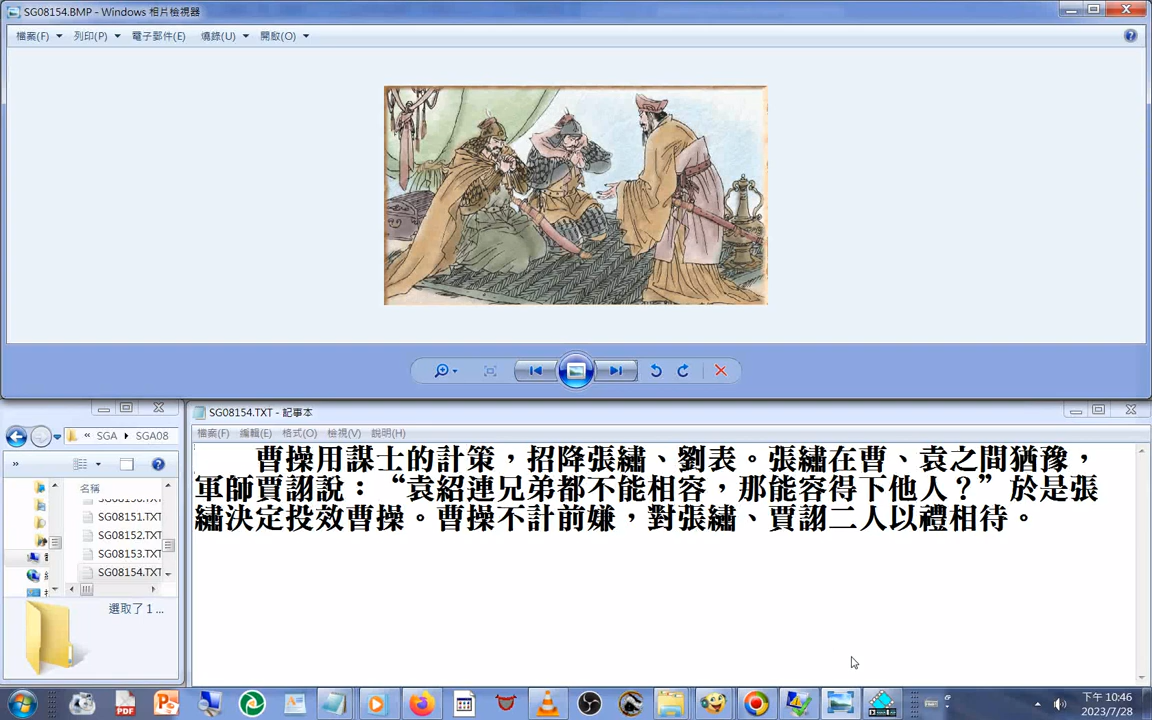 SG08154.BMP - Windows 相片檢視器
檔案(F) 列印(P) 電子郵件(E) 燒錄(U) 開啟(O)
SGA SGA08
SG08154.TXT - 記事本
檔案(F) 編輯(E) 格式(O) 檢視(V) 說明(H)
名稱
SG08151.TXT
SG08152.TXT
SG08153.TXT
SG08154.TXT
選取了 1 ...
曹操用謀士的計策，招降張繡、劉表。張繡在曹、袁之間猶豫，
軍師賈詡說：“袁紹連兄弟都不能相容，那能容得下他人？”於是張
繡決定投效曹操。曹操不計前嫌，對張繡、賈詡二人以禮相待。
PDF
下午 10:46
2023/7/28